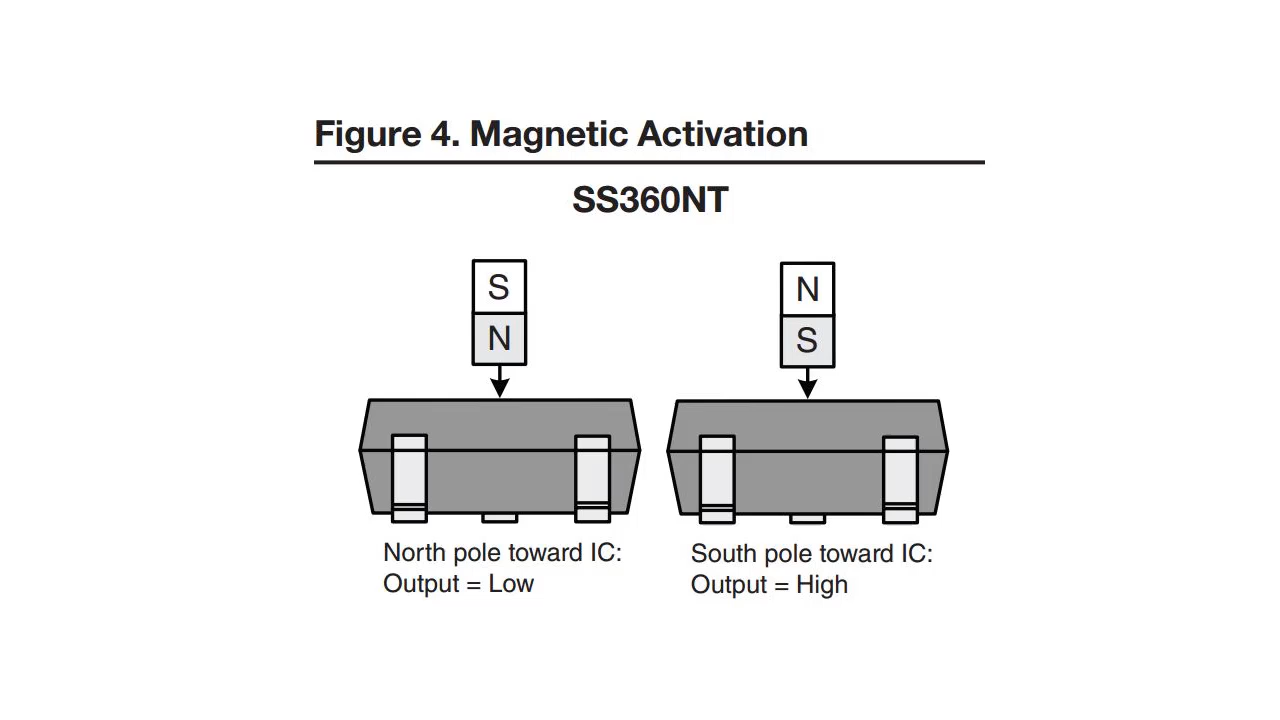 Figure 4. Magnetic Activation
SS360NT
S
N
N
S
North pole toward IC:
Output = Low
South pole toward IC:
Output = High